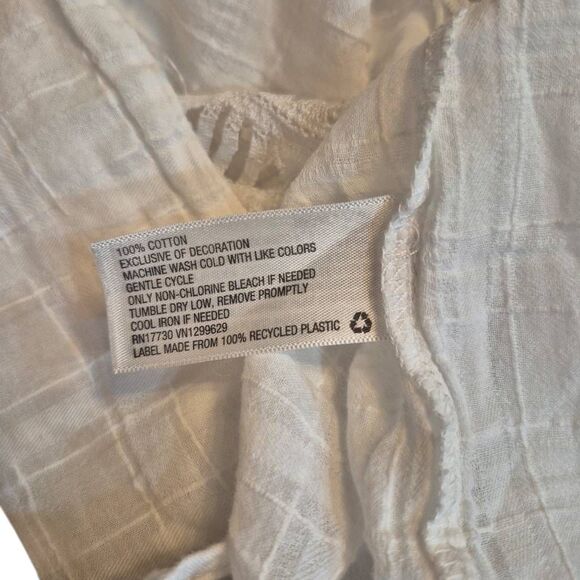 100% COTTON
EXCLUSIVE OF DECORATION
MACHINE WASH COLD WITH LIKE COLORS
GENTLE CYCLE
ONLY NON-CHLORINE BLEACH IF NEEDED
TUMBLE DRY LOW, REMOVE PROMPTLY
COOL IRON IF NEEDED
RN17730 VN1299629
LABEL MADE FROM 100% RECYCLED PLASTIC